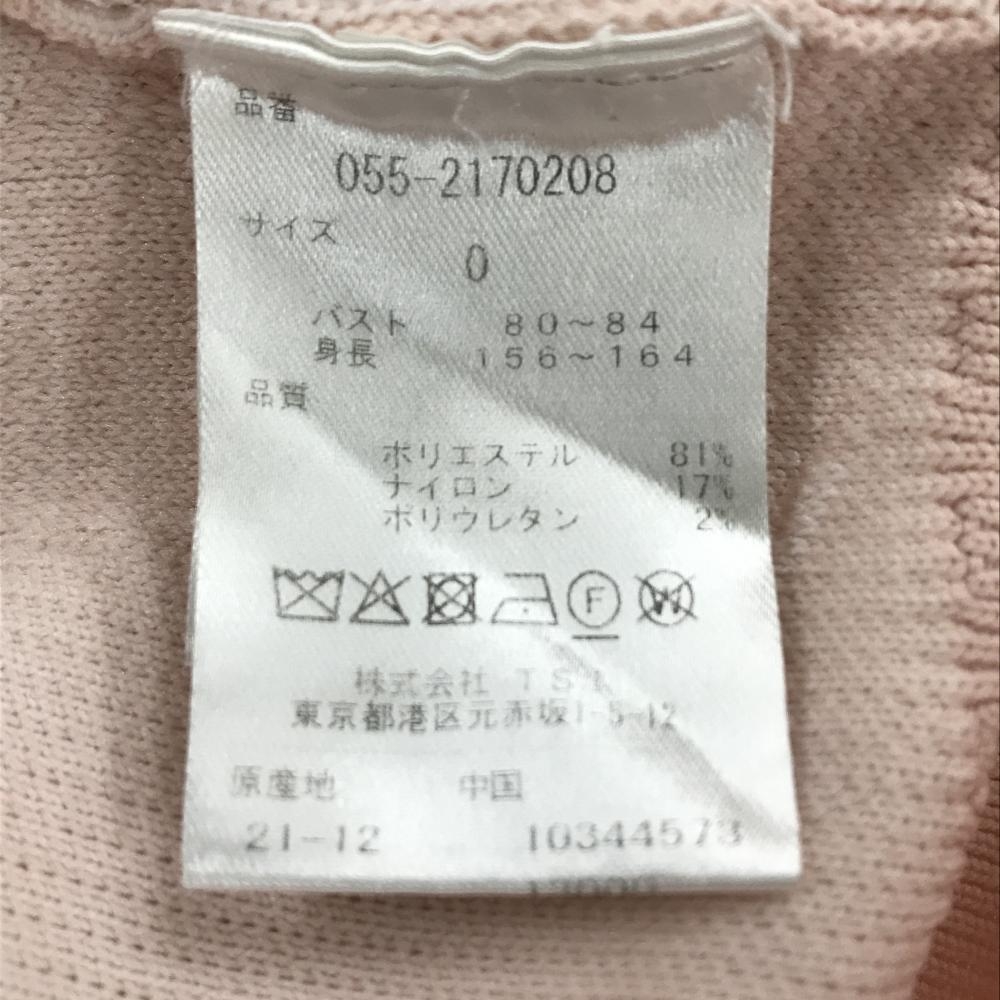 品番
055-2170208
サイズ
0
バスト 80~84
身長 156~164
品質
ポリエステル 81%
ナイロン 17%
ポリウレタン 2%
F W
株式会社 TSI
東京都港区元赤坂1-5-12
原産地 中国
21-12 10344573